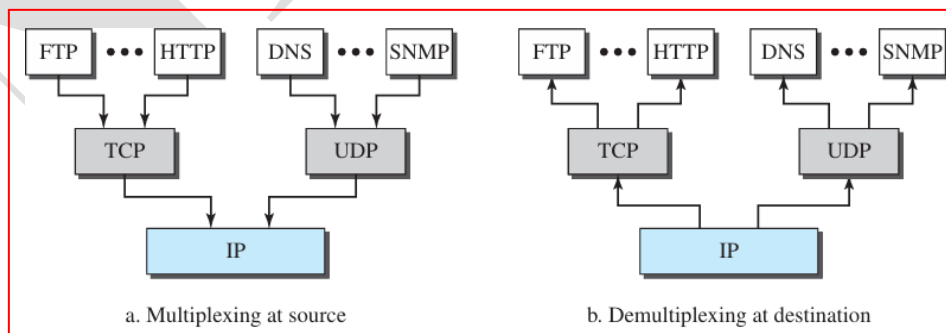 FTP ••• HTTP DNS ••• SNMP FTP ••• HTTP DNS ••• SNMP
TCP UDP TCP UDP
IP IP
a. Multiplexing at source b. Demultiplexing at destination